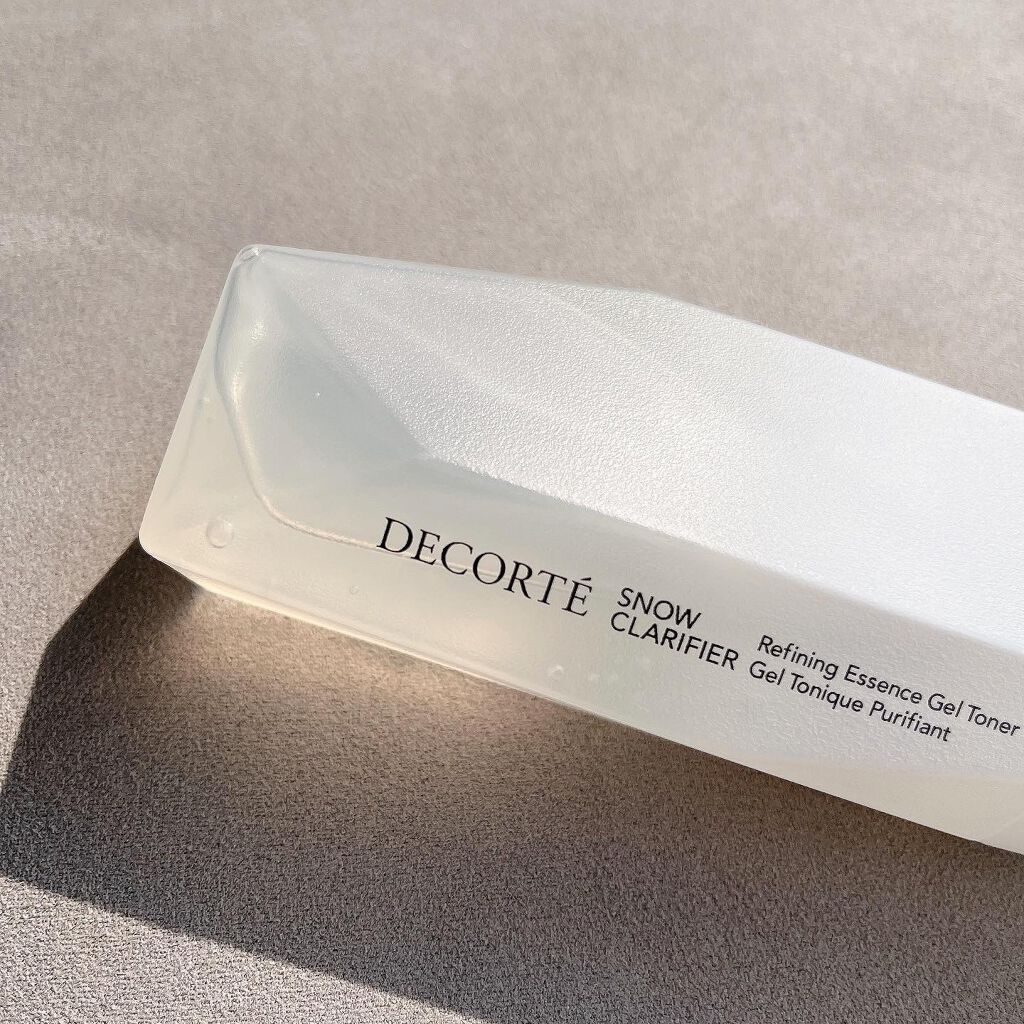 DECORTÉ
SNOW
CLARIFIER
Refining Essence Gel Toner
Gel Tonique Purifiant